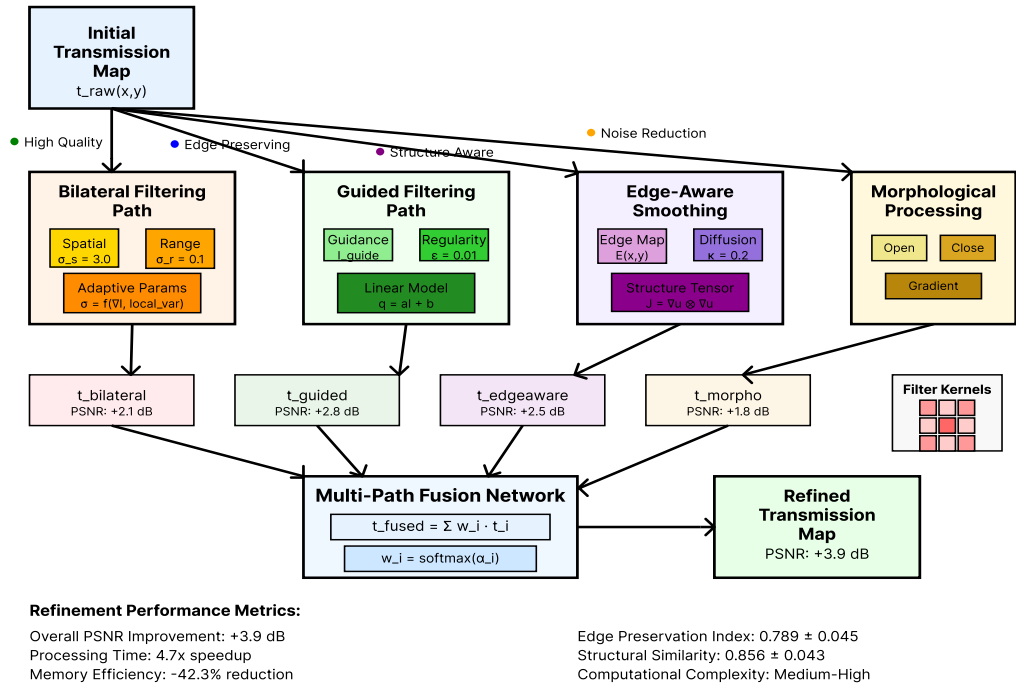 Initial
Transmission
Map
t_raw(x,y)
High Quality
Edge Preserving
Structure Aware
Noise Reduction
Bilateral Filtering
Path
Spatial
σ_s = 3.0
Range
σ_r = 0.1
Adaptive Params
σ = f(∇I, local_var)
Guided Filtering
Path
Guidance
I_guide
Regularity
ε = 0.01
Linear Model
q = aI + b
Edge-Aware
Smoothing
Edge Map
E(x,y)
Diffusion
κ = 0.2
Structure Tensor
J = ∇u ⊗ ∇u
Morphological
Processing
Open
Close
Gradient
t_bilateral
PSNR: +2.1 dB
t_guided
PSNR: +2.8 dB
t_edgeaware
PSNR: +2.5 dB
t_morpho
PSNR: +1.8 dB
Filter Kernels
Multi-Path Fusion Network
t_fused = Σ w_i · t_i
w_i = softmax(α_i)
Refined
Transmission
Map
PSNR: +3.9 dB
Refinement Performance Metrics:
Overall PSNR Improvement: +3.9 dB
Processing Time: 4.7x speedup
Memory Efficiency: -42.3% reduction
Edge Preservation Index: 0.789 ± 0.045
Structural Similarity: 0.856 ± 0.043
Computational Complexity: Medium-High